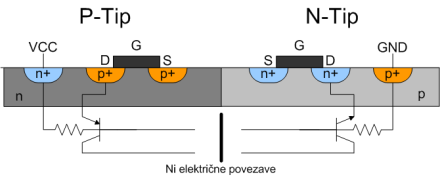 P-Tip N-Tip
VCC G G GND
D S S D
n+ p+ p+ n+ n+ p+
n p
Ni električne povezave